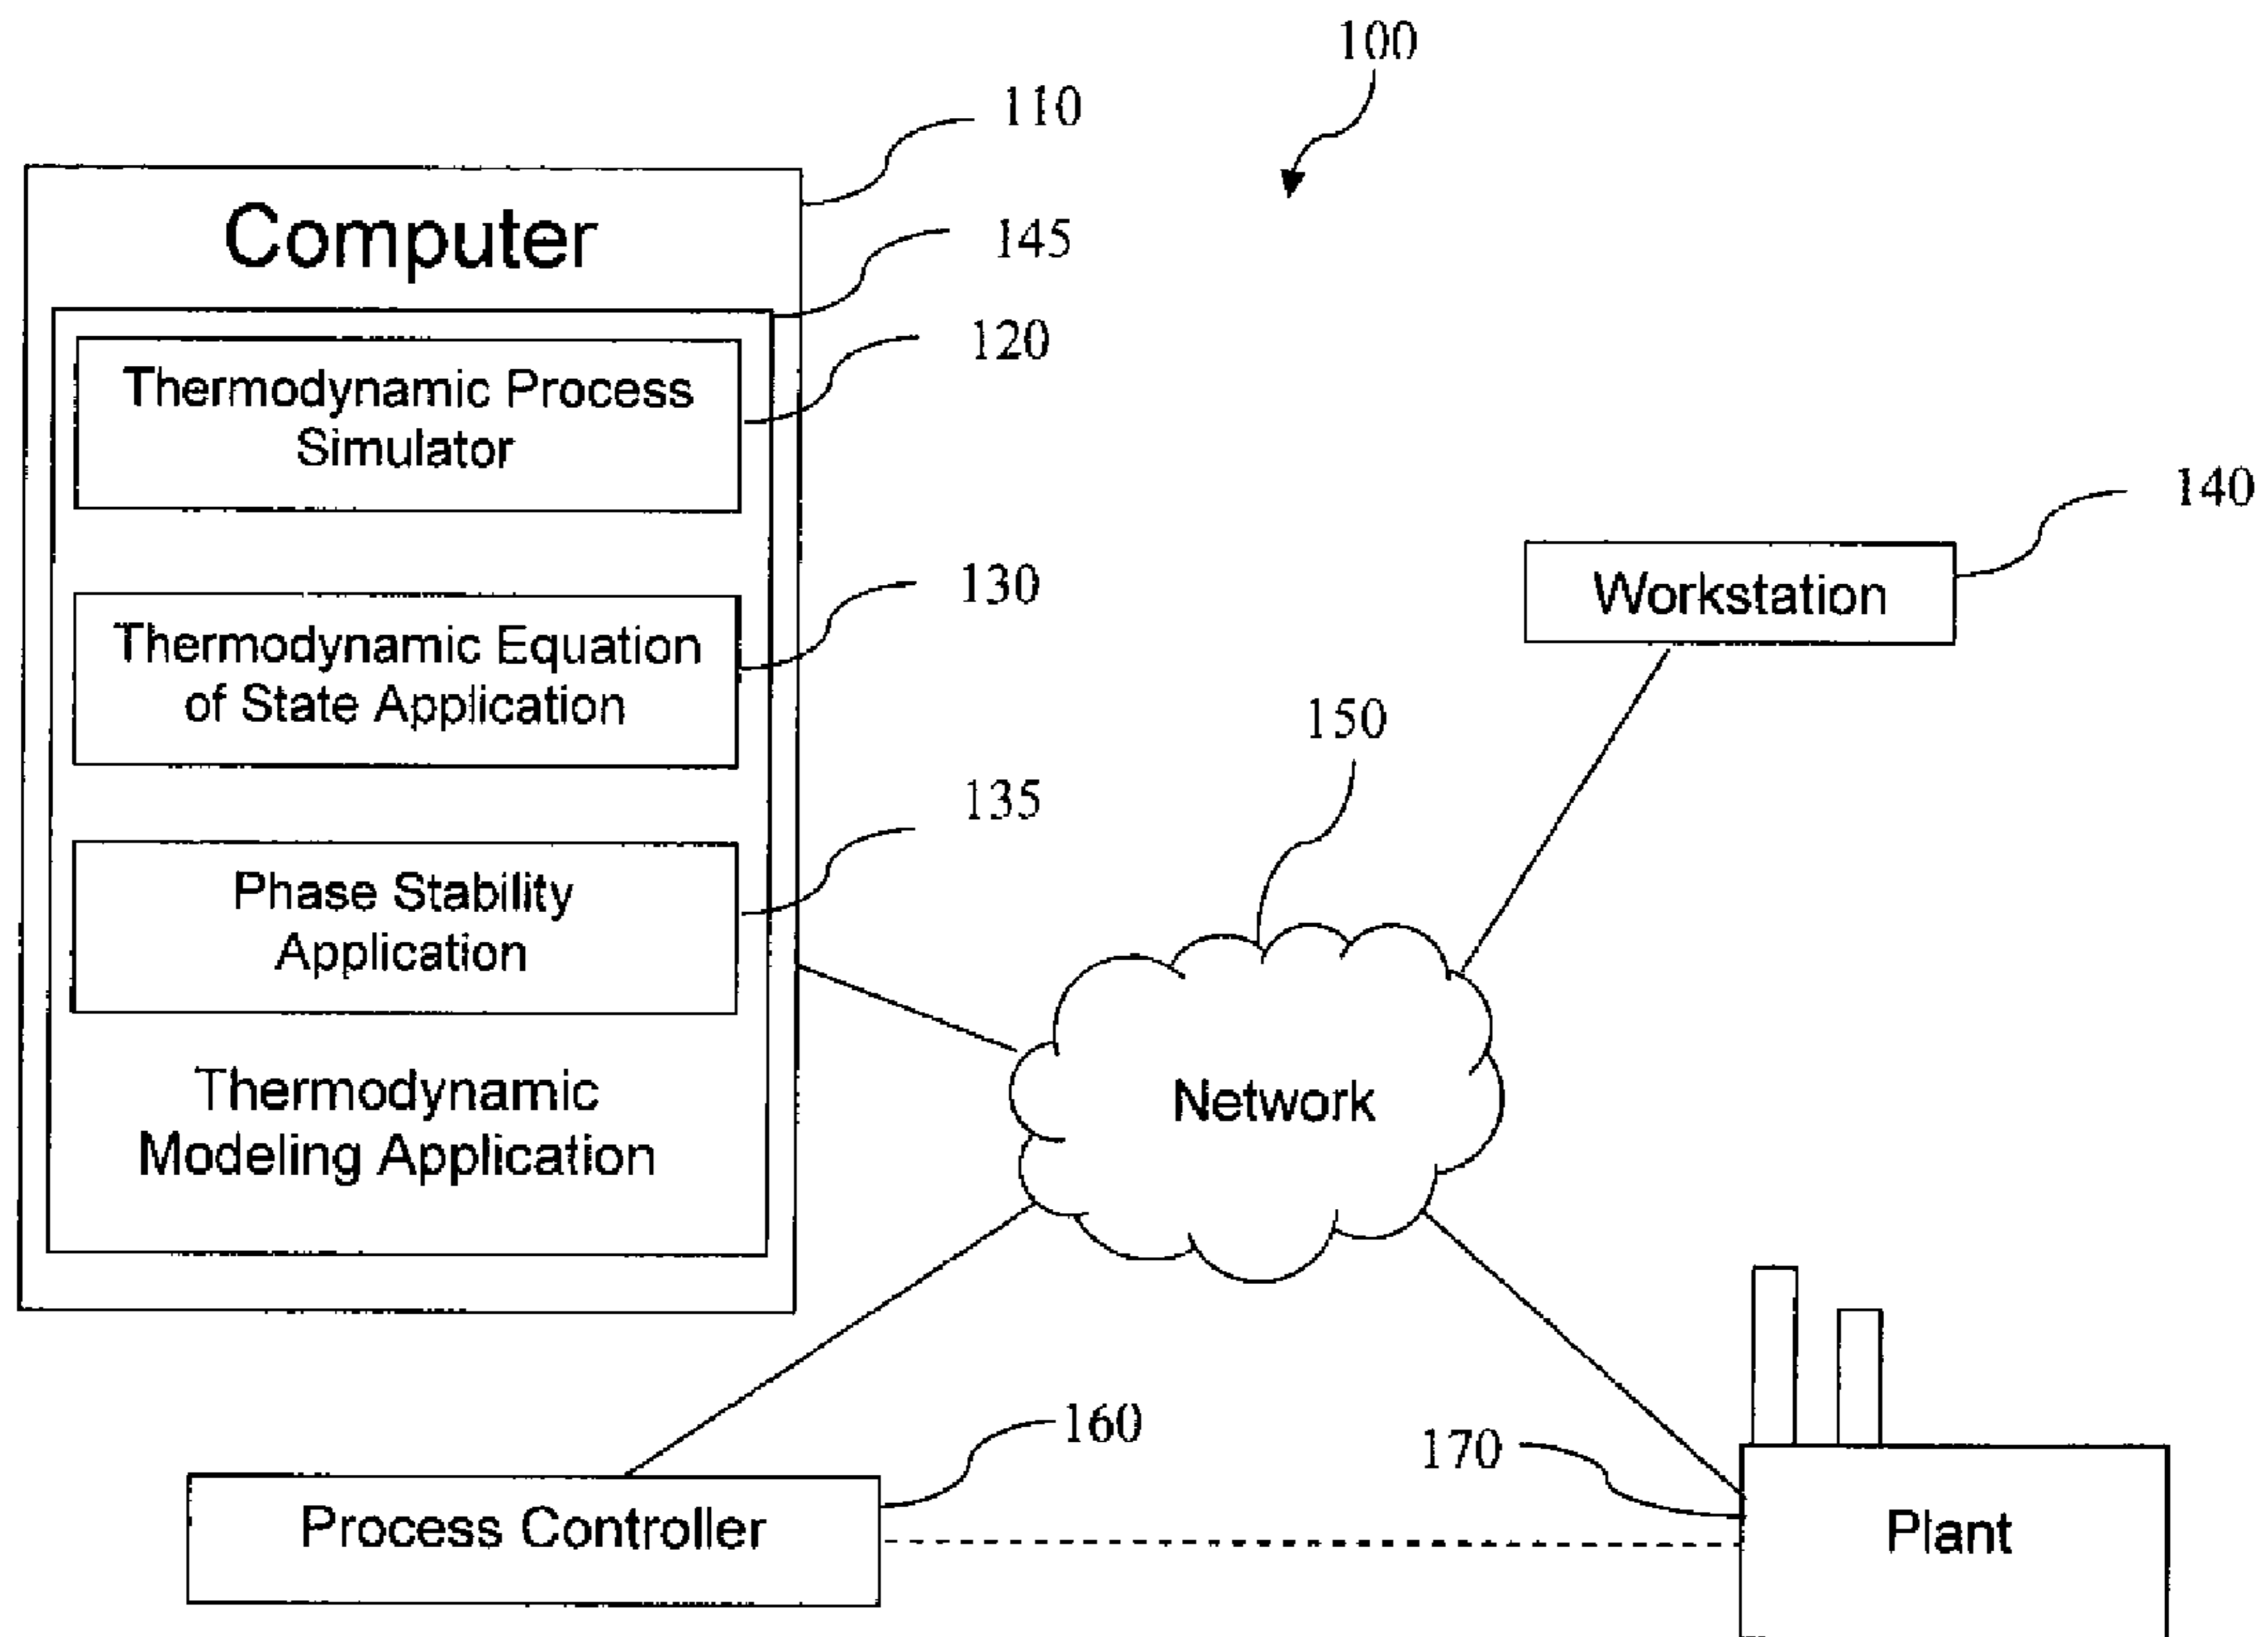 100
110
Computer
145
120
Thermodynamic Process
Simulator
130
Thermodynamic Equation
of State Application
135
Phase Stability
Application
Thermodynamic
Modeling Application
140
Workstation
150
Network
160
Process Controller
170
Plant